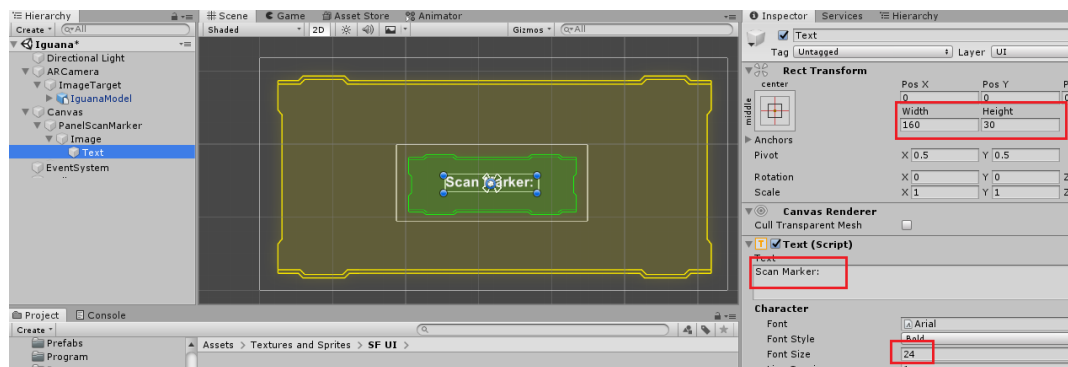 Hierarchy
Create
All
Iguana*
Directional Light
ARCamera
ImageTarget
IguanaModel
Canvas
PanelScanMarker
Image
Text
EventSystem
Scene Game Asset Store Animator
Shaded 2D Gizmos All
Scan Marker:
Project Console
Create
Prefabs
Program
Assets > Textures and Sprites > SF UI >
Inspector Services Hierarchy
Text
Tag Untagged Layer UI
Rect Transform
center Pos X Pos Y P
middle 0 0 0
Width Height
160 30
Anchors
Pivot X 0.5 Y 0.5
Rotation X 0 Y 0 Z
Scale X 1 Y 1 Z
Canvas Renderer
Cull Transparent Mesh
Text (Script)
Text
Scan Marker:
Character
Font Arial
Font Style Bold
Font Size 24